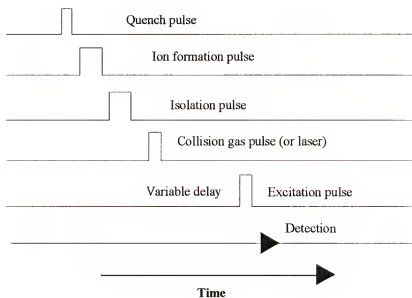 Quench pulse
Ion formation pulse
Isolation pulse
Collision gas pulse (or laser)
Variable delay Excitation pulse
Detection
Time